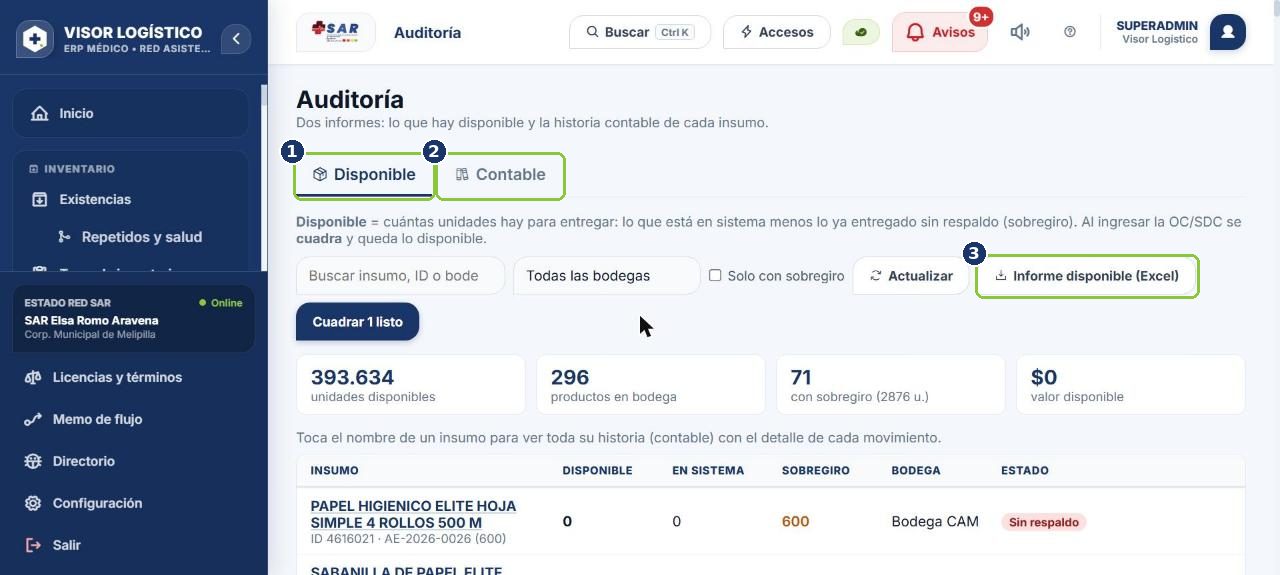 VISOR LOGÍSTICO
ERP MÉDICO • RED ASISTE...
Inicio
INVENTARIO
Existencias
Repetidos y salud
ESTADO RED SAR
Online
SAR Elsa Romo Aravena
Corp. Municipal de Melipilla
Licencias y términos
Memo de flujo
Directorio
Configuración
Salir
SAR
Auditoría
Buscar Ctrl K
Accesos
Avisos
9+
SUPERADMIN
Visor Logístico
Auditoría
Dos informes: lo que hay disponible y la historia contable de cada insumo.
1 Disponible
2 Contable
Disponible = cuántas unidades hay para entregar: lo que está en sistema menos lo ya entregado sin respaldo (sobregiro). Al ingresar la OC/SDC se
cuadra y queda lo disponible.
Buscar insumo, ID o bode
Todas las bodegas
Solo con sobregiro
Actualizar
3 Informe disponible (Excel)
Cuadrar 1 listo
393.634
unidades disponibles
296
productos en bodega
71
con sobregiro (2876 u.)
$0
valor disponible
Toca el nombre de un insumo para ver toda su historia (contable) con el detalle de cada movimiento.
INSUMO DISPONIBLE EN SISTEMA SOBREGIRO BODEGA ESTADO
PAPEL HIGIENICO ELITE HOJA
SIMPLE 4 ROLLOS 500 M
ID 4616021 · AE-2026-0026 (600)
0 0 600 Bodega CAM Sin respaldo
SABANILLA DE PAPEL ELITE